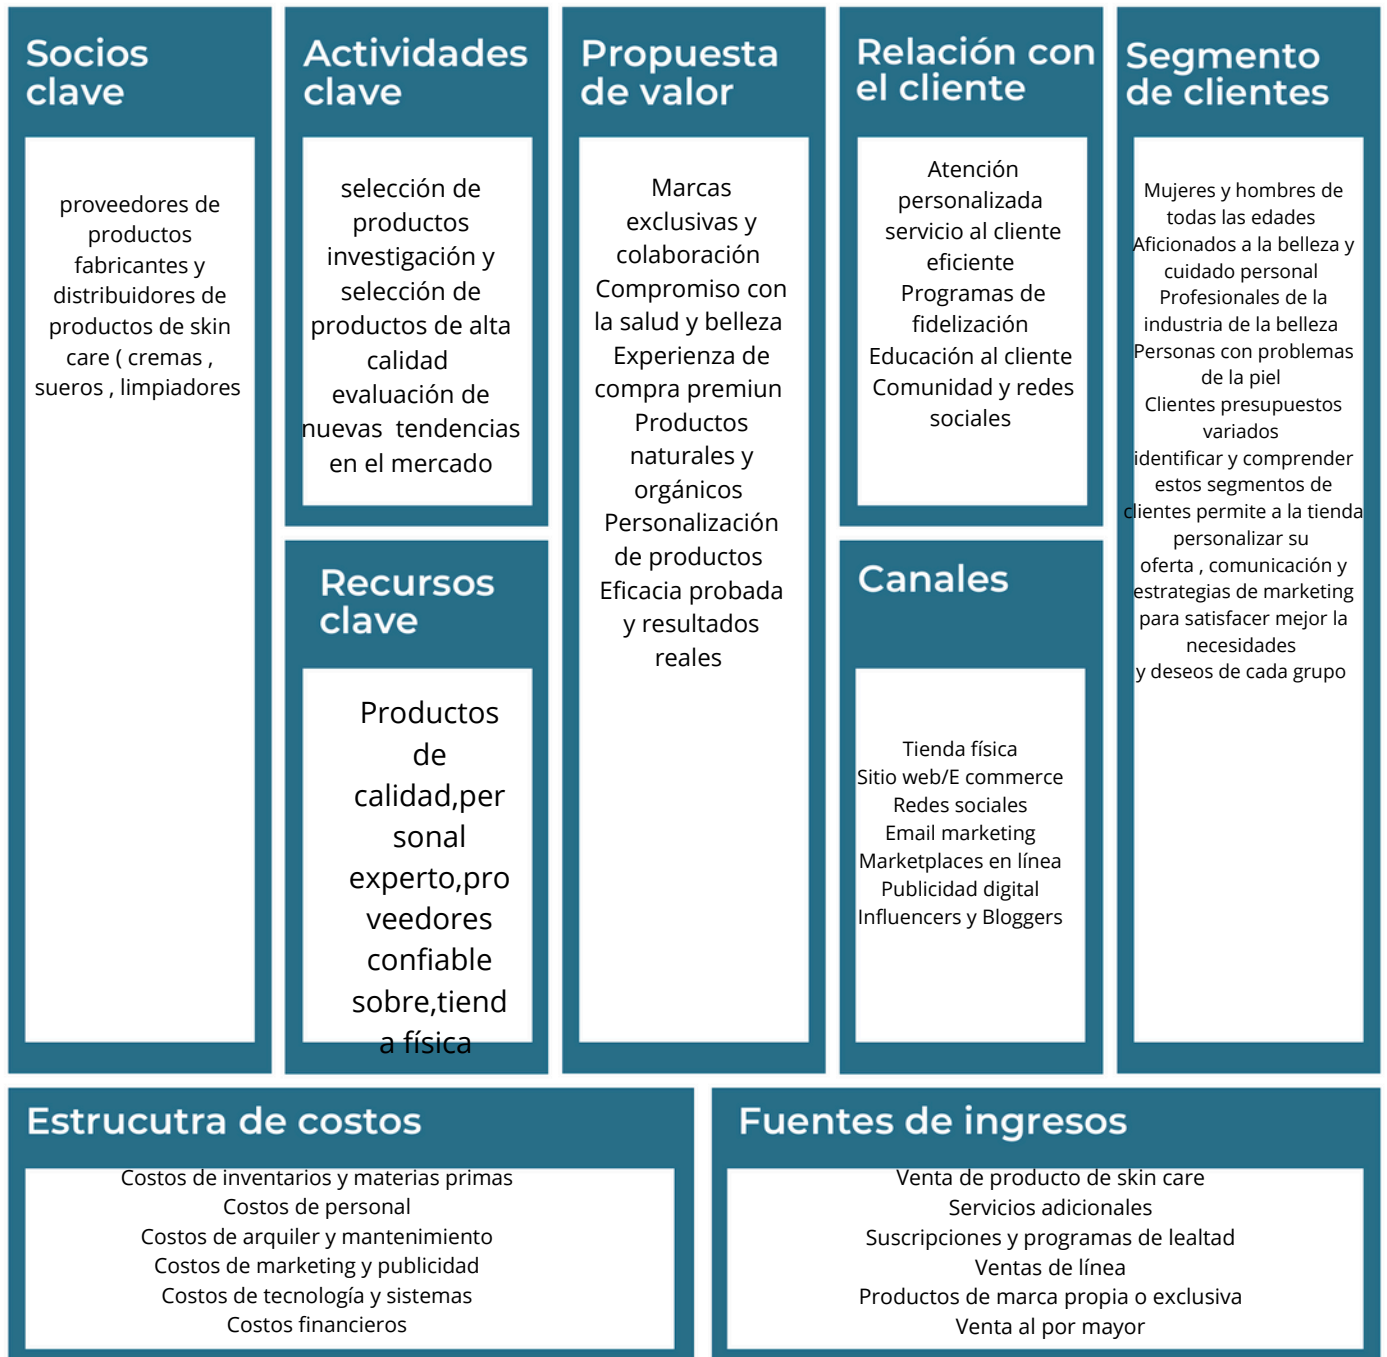 Socios
clave
proveedores de
productos
fabricantes y
distribuidores de
productos de skin
care ( cremas ,
sueros , limpiadores
Actividades
clave
selección de
productos
investigación y
selección de
productos de alta
calidad
evaluación de
nuevas tendencias
en el mercado
Recursos
clave
Productos
de
calidad,per
sonal
experto,pro
veedores
confiable
sobre,tiend
a física
Propuesta
de valor
Marcas
exclusivas y
colaboración
Compromiso con
la salud y belleza
Experienza de
compra premiun
Productos
naturales y
orgánicos
Personalización
de productos
Eficacia probada
y resultados
reales
Relación con
el cliente
Atención
personalizada
servicio al cliente
eficiente
Programas de
fidelización
Educación al cliente
Comunidad y redes
sociales
Canales
Tienda física
Sitio web/E commerce
Redes sociales
Email marketing
Marketplaces en línea
Publicidad digital
Influencers y Bloggers
Segmento
de clientes
Mujeres y hombres de
todas las edades
Aficionados a la belleza y
cuidado personal
Profesionales de la
industria de la belleza
Personas con problemas
de la piel
Clientes presupuestos
variados
identificar y comprender
estos segmentos de
clientes permite a la tienda
personalizar su
oferta , comunicación y
estrategias de marketing
para satisfacer mejor la
necesidades
y deseos de cada grupo
Estrucutra de costos
Costos de inventarios y materias primas
Costos de personal
Costos de arquiler y mantenimiento
Costos de marketing y publicidad
Costos de tecnología y sistemas
Costos financieros
Fuentes de ingresos
Venta de producto de skin care
Servicios adicionales
Suscripciones y programas de lealtad
Ventas de línea
Productos de marca propia o exclusiva
Venta al por mayor